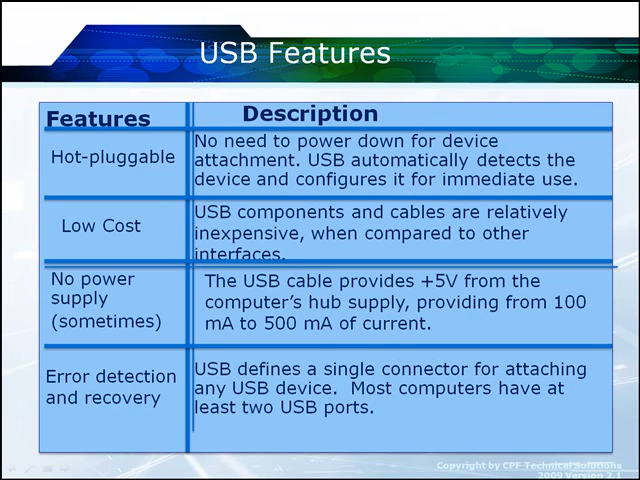 USB Features
Features
Description
Hot-pluggable
No need to power down for device
attachment. USB automatically detects the
device and configures it for immediate use.
Low Cost
USB components and cables are relatively
inexpensive, when compared to other
interfaces.
No power
supply
(sometimes)
The USB cable provides +5V from the
computer’s hub supply, providing from 100
mA to 500 mA of current.
Error detection
and recovery
USB defines a single connector for attaching
any USB device. Most computers have at
least two USB ports.
Copyright by CPF Technical Solutions
2009 Version 2.1